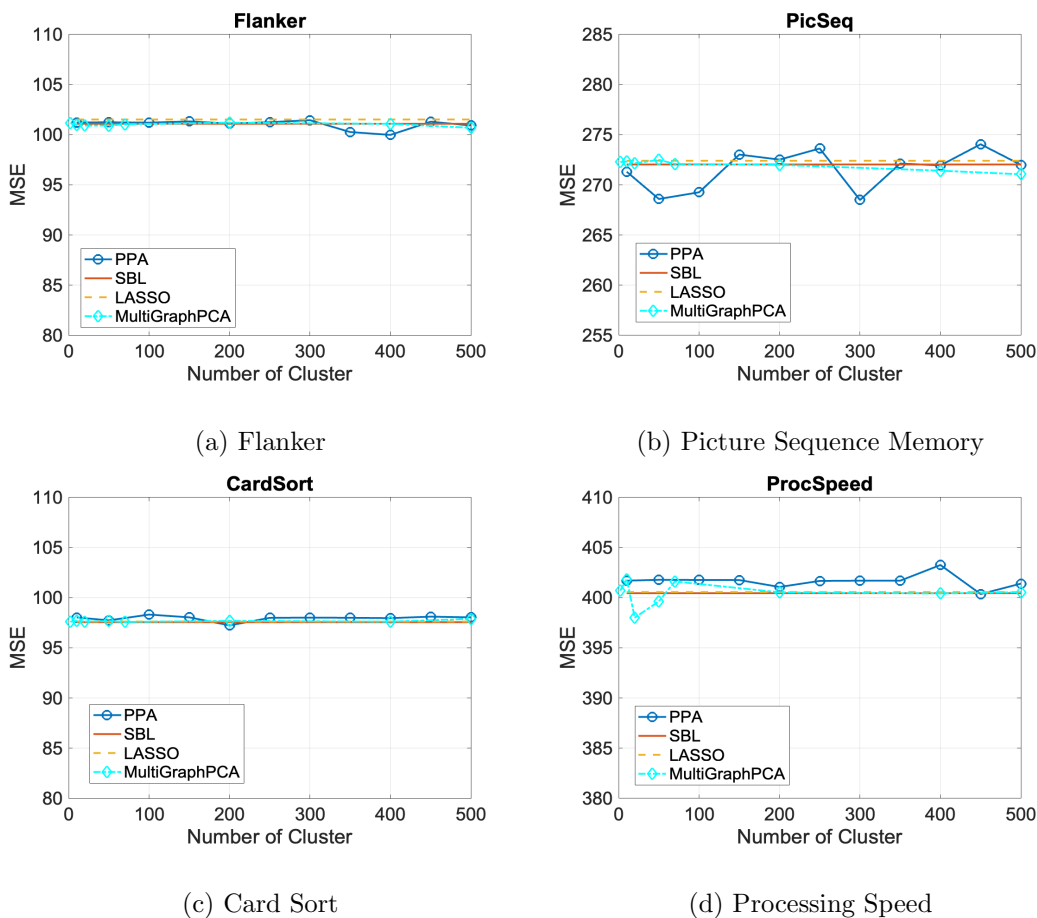 Flanker
110
105
100
95
90
85
80
MSE
PPA
SBL
LASSO
MultiGraphPCA
0 100 200 300 400 500
Number of Cluster
(a) Flanker
PicSeq
285
280
275
270
265
260
255
MSE
PPA
SBL
LASSO
MultiGraphPCA
0 100 200 300 400 500
Number of Cluster
(b) Picture Sequence Memory
CardSort
110
105
100
95
90
85
80
MSE
PPA
SBL
LASSO
MultiGraphPCA
0 100 200 300 400 500
Number of Cluster
(c) Card Sort
ProcSpeed
410
405
400
395
390
385
380
MSE
PPA
SBL
LASSO
MultiGraphPCA
0 100 200 300 400 500
Number of Cluster
(d) Processing Speed